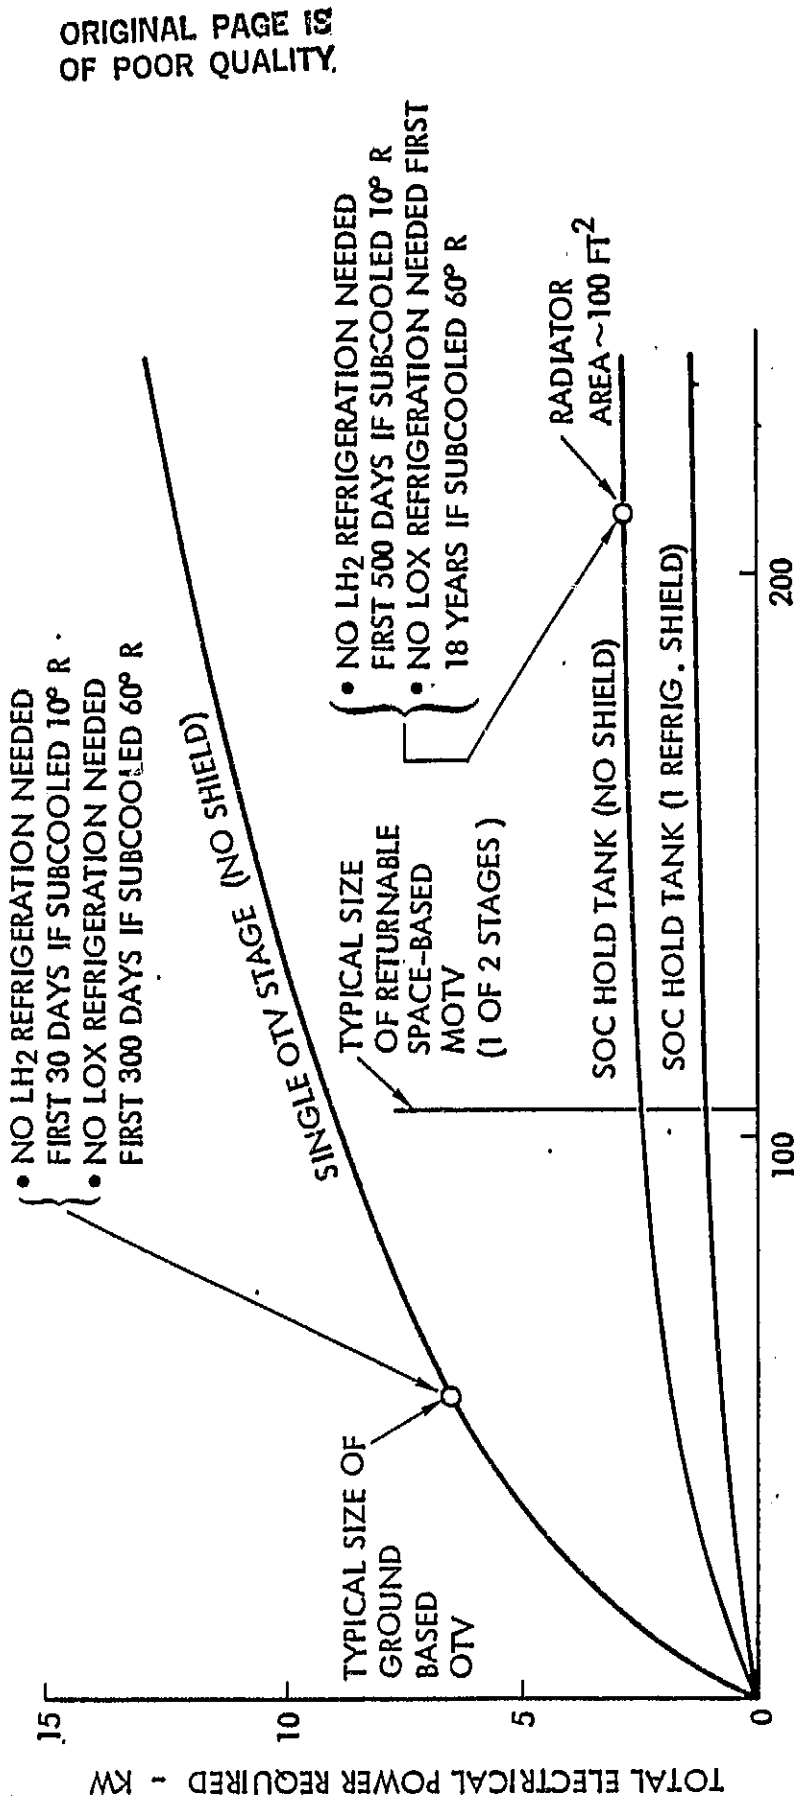 ORIGINAL PAGE IS
OF POOR QUALITY
• NO LH2 REFRIGERATION NEEDED
FIRST 30 DAYS IF SUBCOOLED 10° R
• NO LOX REFRIGERATION NEEDED
FIRST 300 DAYS IF SUBCOOLED 60° R
SINGLE OTV STAGE (NO SHIELD)
• NO LH2 REFRIGERATION NEEDED
FIRST 500 DAYS IF SUBCOOLED 10° R
• NO LOX REFRIGERATION NEEDED FIRST
18 YEARS IF SUBCOOLED 60° R
TYPICAL SIZE OF
GROUND
BASED
OTV
TYPICAL SIZE
OF RETURNABLE
SPACE-BASED
MOTV
(1 OF 2 STAGES )
RADIATOR
AREA ~100 FT2
SOC HOLD TANK (NO SHIELD)
SOC HOLD TANK (1 REFRIG. SHIELD)
TOTAL ELECTRICAL POWER REQUIRED - KW
15
10
5
0
100
200